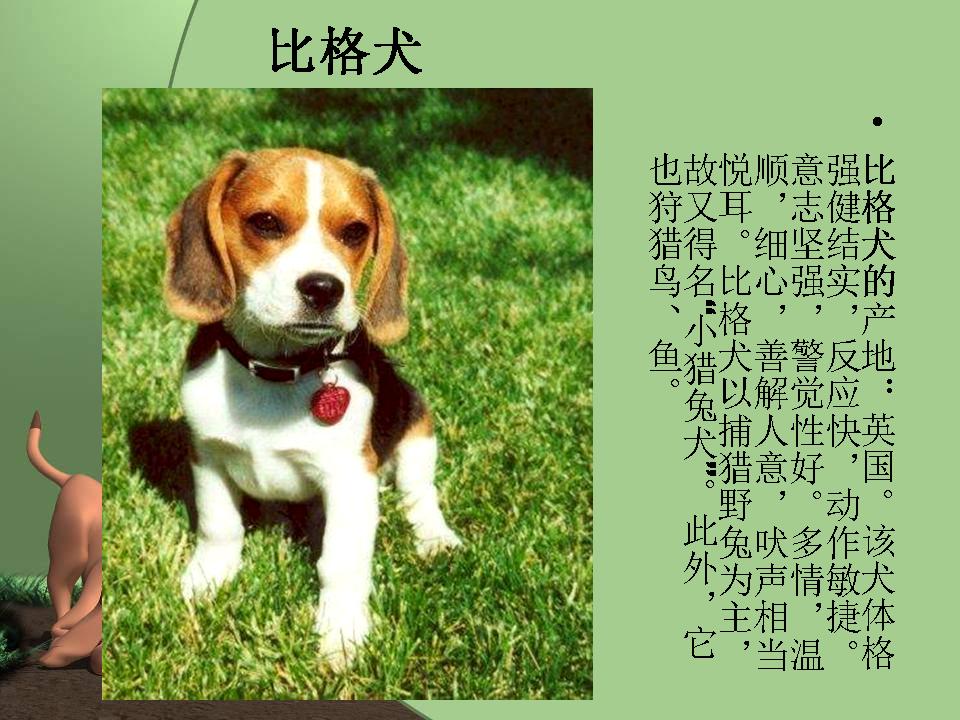 比格犬
• 比格犬的产地：英国。该犬体格
强健结实，反应快，动作敏捷。
意志坚强，警觉性好。多情，温
顺，细心，善解人意，吠声相当
悦耳。比格犬以捕猎野兔为主，
故又得名"小猎兔犬"。此外，它
也狩猎鸟、鱼。